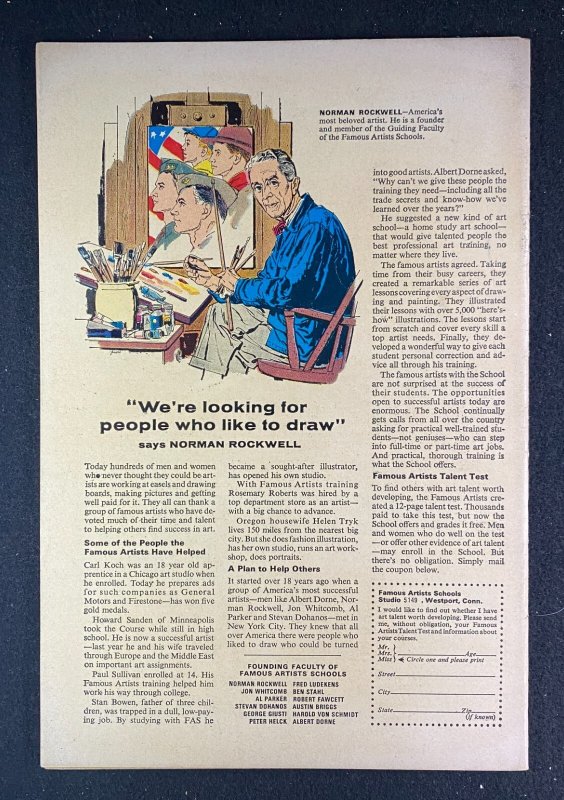 NORMAN ROCKWELL—America's
most beloved artist. He is a founder
and member of the Guiding Faculty
of the Famous Artists Schools.
"We're looking for
people who like to draw"
says NORMAN ROCKWELL
Today hundreds of men and women
who never thought they could be art-
ists are working at easels and drawing
boards, making pictures and getting
well paid for it. They all can thank a
group of famous artists who have de-
voted much of their time and talent
to helping others find success in art.
Some of the People the
Famous Artists Have Helped
Carl Koch was an 18 year old ap-
prentice in a Chicago art studio when
he enrolled. Today he prepares ads
for such companies as General
Motors and Firestone—has won five
gold medals.
Howard Sanden of Minneapolis
took the Course while still in high
school. He is now a successful artist
—last year he and his wife traveled
through Europe and the Middle East
on important art assignments.
Paul Sullivan enrolled at 14. His
Famous Artists training helped him
work his way through college.
Stan Bowen, father of three chil-
dren, was trapped in a dull, low-pay-
ing job. By studying with FAS he
became a sought-after illustrator,
has opened his own studio.
With Famous Artists training
Rosemary Roberts was hired by a
top department store as an artist—
with a big chance to advance.
Oregon housewife Helen Tryk
lives 150 miles from the nearest big
city. But she does fashion illustration,
has her own studio, runs an art work-
shop, does portraits.
A Plan to Help Others
It started over 18 years ago when a
group of America's most successful
artists—men like Albert Dorne, Nor-
man Rockwell, Jon Whitcomb, Al
Parker and Stevan Dohanos—met in
New York City. They knew that all
over America there were people who
liked to draw who could be turned
into good artists. Albert Dorne asked,
"Why can't we give these people the
training they need—including all the
trade secrets and know-how we've
learned over the years?"
He suggested a new kind of art
school—a home study art school—
that would give talented people the
best professional art training, no
matter where they live.
The famous artists agreed. Taking
time from their busy careers, they
created a remarkable series of art
lessons covering every aspect of draw-
ing and painting. They illustrated
their lessons with over 5,000 "here's-
how" illustrations. The lessons start
from scratch and cover every skill a
top artist needs. Finally, they de-
veloped a wonderful way to give each
student personal correction and ad-
vice all through his training.
The famous artists with the School
are not surprised at the success of
their students. The opportunities
open to successful artists today are
enormous. The School continually
gets calls from all over the country
asking for practical well-trained stu-
dents—not geniuses—who can step
into full-time or part-time art jobs.
And practical, thorough training is
what the School offers.
Famous Artists Talent Test
To find others with art talent worth
developing, the Famous Artists cre-
ated a 12-page talent test. Thousands
paid to take this test, but now the
School offers and grades it free. Men
and women who do well on the test
—or offer other evidence of art talent
—may enroll in the School. But
there's no obligation. Simply mail
the coupon below.
FOUNDING FACULTY OF
FAMOUS ARTISTS SCHOOLS
NORMAN ROCKWELL FRED LUDEKENS
JON WHITCOMB BEN STAHL
AL PARKER ROBERT FAWCETT
STEVAN DOHANOS AUSTIN BRIGGS
GEORGE GIUSTI HAROLD VON SCHMIDT
PETER HELCK ALBERT DORNE
Famous Artists Schools
Studio 5149, Westport, Conn.
I would like to find out whether I have
art talent worth developing. Please send
me, without obligation, your Famous
Artists Talent Test and information about
your courses.
Mr.
Mrs. Age
Miss Circle one and please print
Street
City
State Zip
(if known)